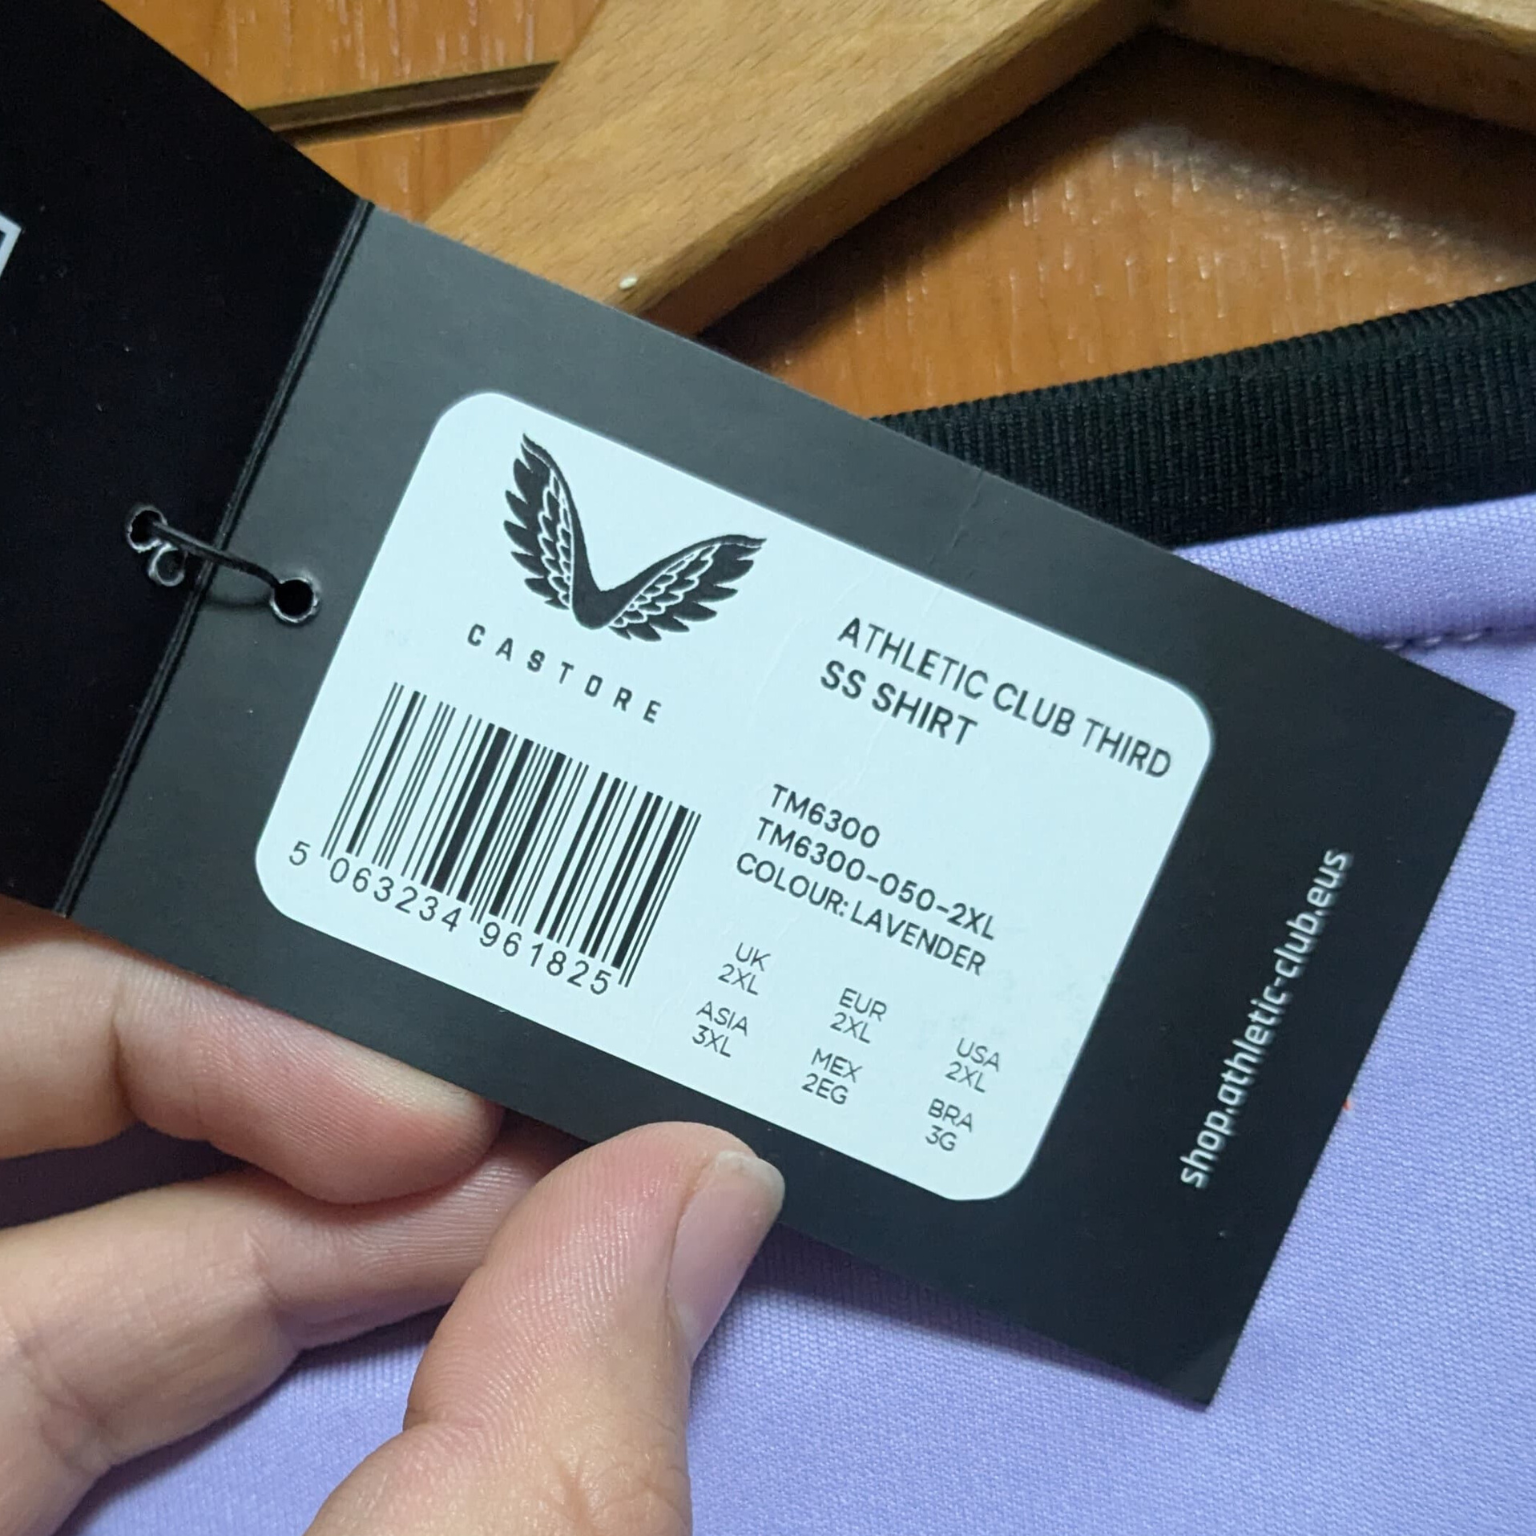 CASTORE
ATHLETIC CLUB THIRD
SS SHIRT
TM6300
TM6300-050-2XL
COLOUR: LAVENDER
5 063234 961825
UK
2XL
EUR
2XL
USA
2XL
ASIA
3XL
MEX
2EG
BRA
3G
shop.athletic-club.eus